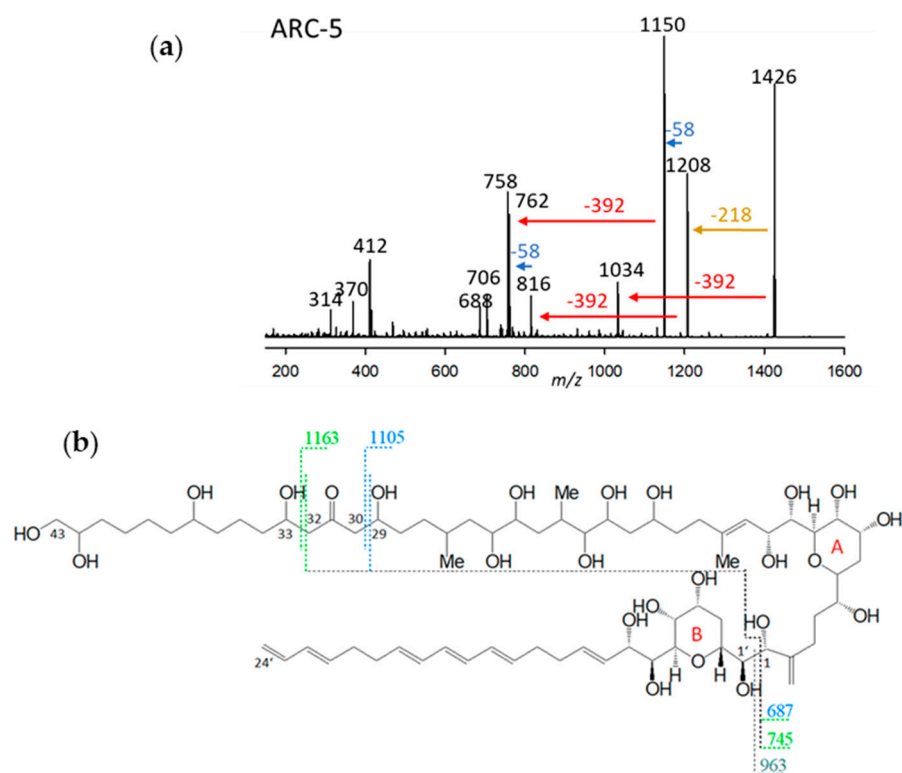 (a)
ARC-5
1150
1426
-58
1208
758
762
-392
-218
412
-58
706
816
1034
-392
314
370
688
-392
200 400 600 800 1000 1200 1400 1600
m/z
(b)
1163
1105
OH OH O OH OH Me OH OH OH H OH
HO 43 33 32 30 29 A OH
OH Me OH OH Me OH O
OH OH
HO HO
OH B 1' 1
24' O
OH H OH
687
745
963